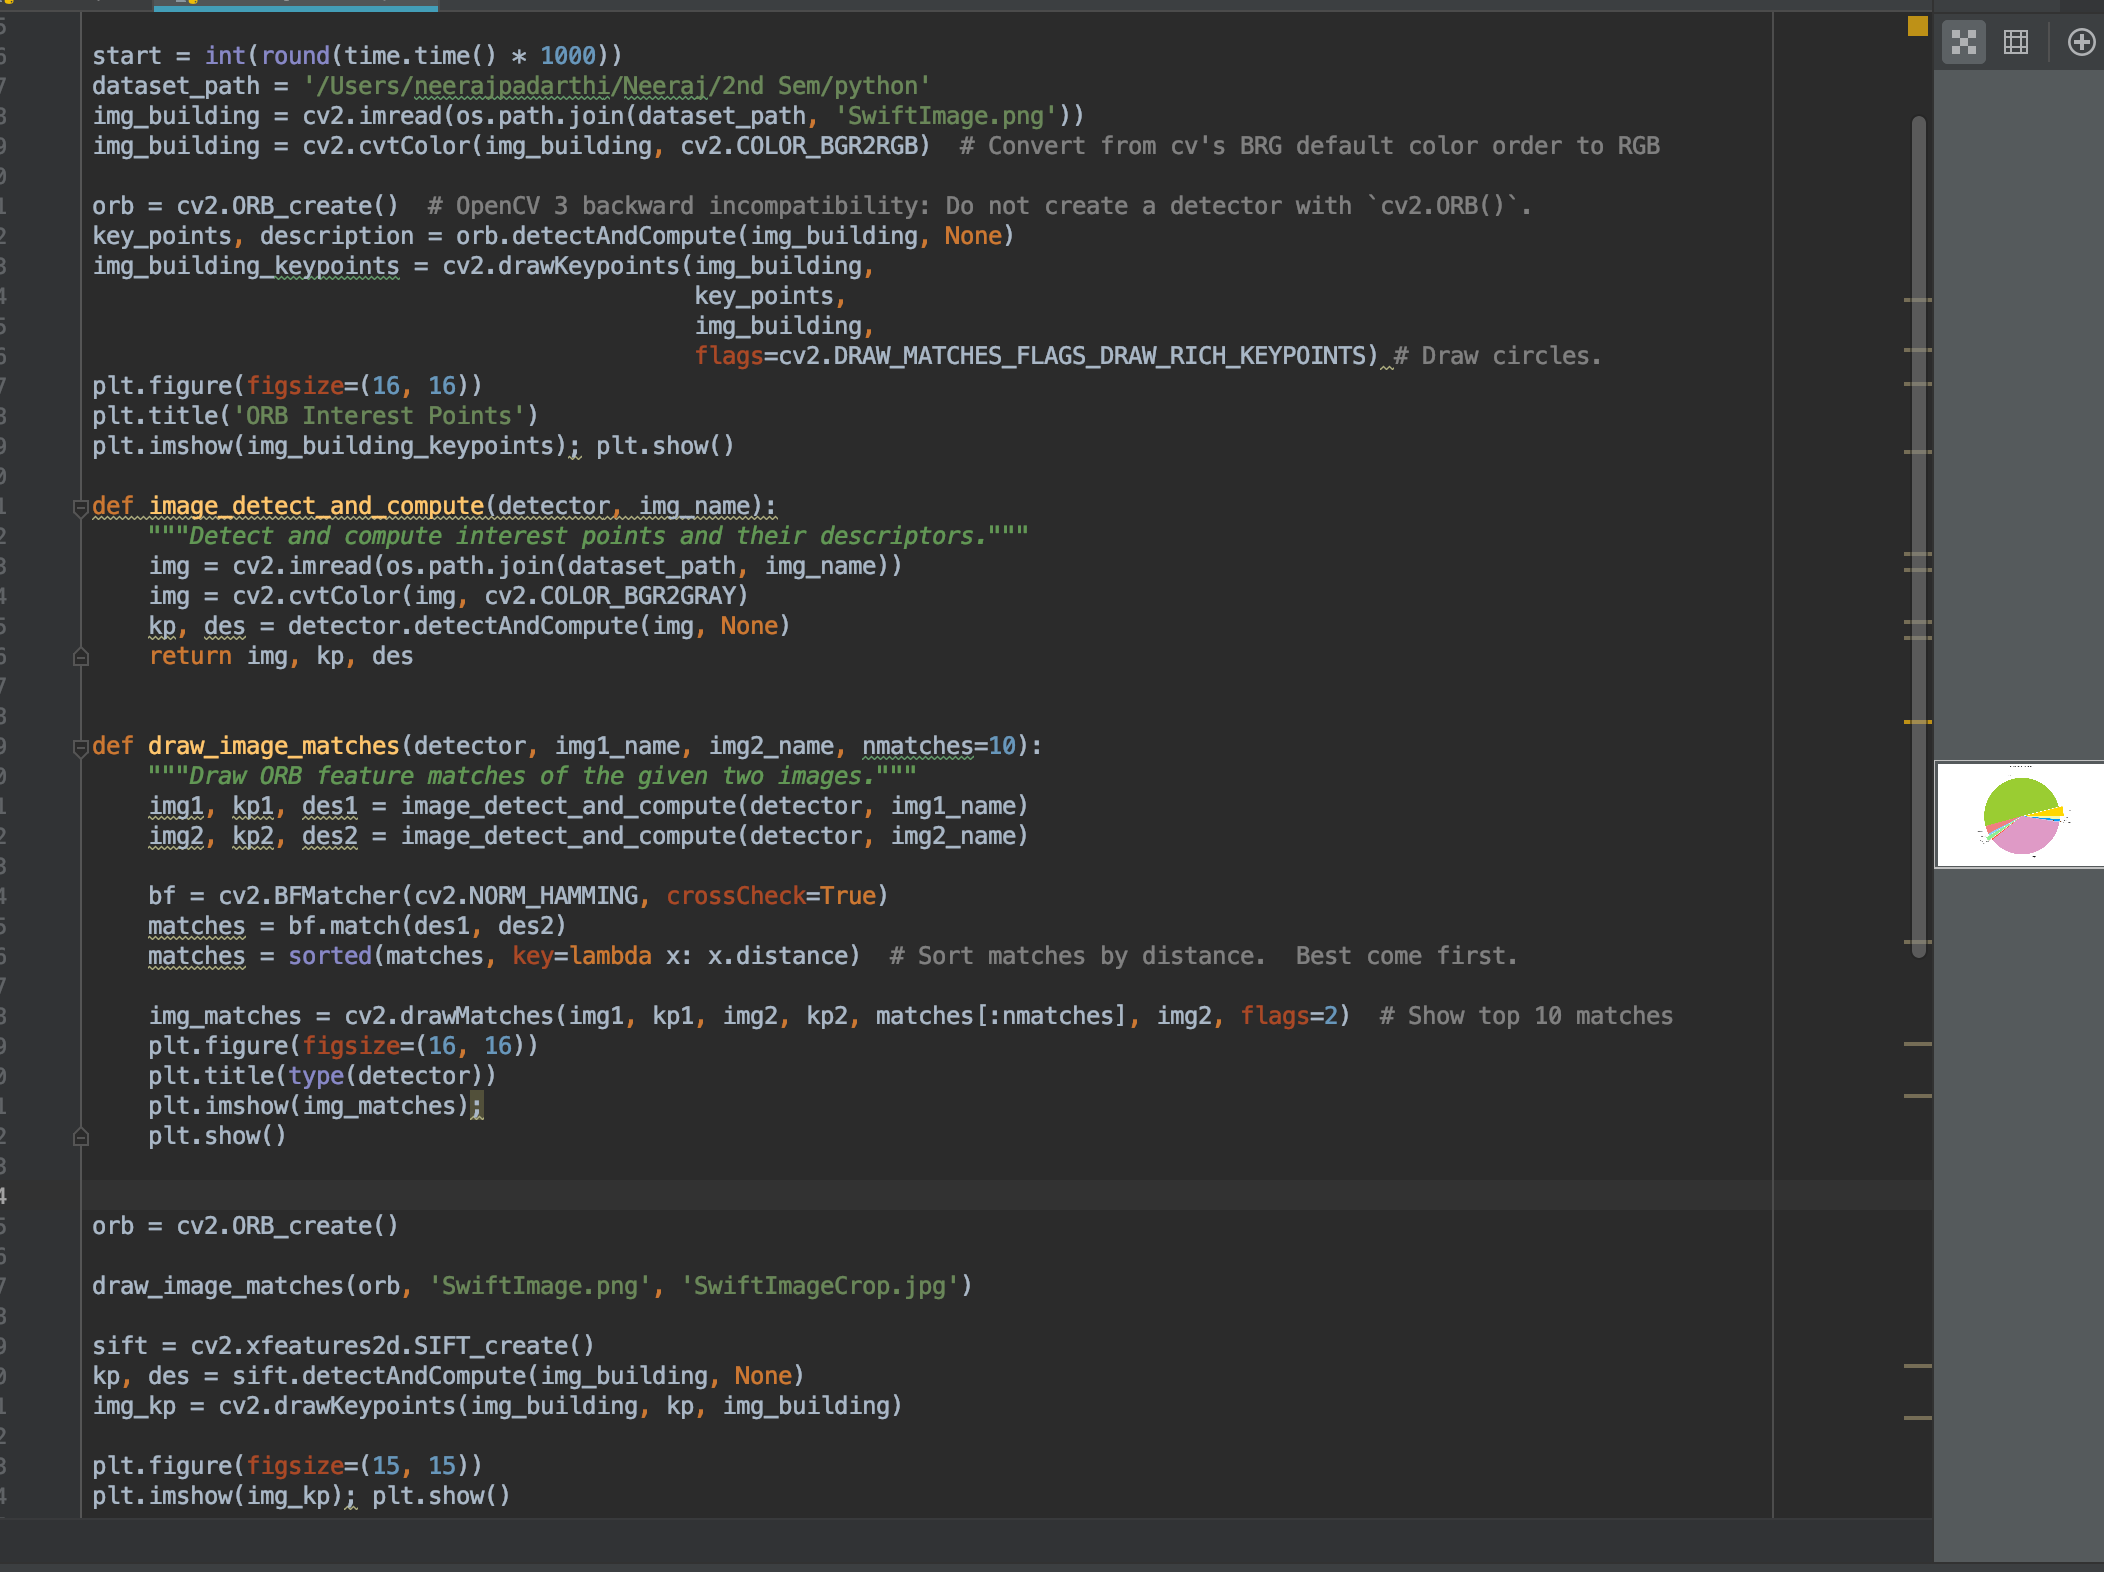 start = int(round(time.time() * 1000))
dataset_path = '/Users/neerajpadarthi/Neeraj/2nd Sem/python'
img_building = cv2.imread(os.path.join(dataset_path, 'SwiftImage.png'))
img_building = cv2.cvtColor(img_building, cv2.COLOR_BGR2RGB)  # Convert from cv's BRG default color order to RGB
orb = cv2.ORB_create()  # OpenCV 3 backward incompatibility: Do not create a detector with `cv2.ORB()`.
key_points, description = orb.detectAndCompute(img_building, None)
img_building_keypoints = cv2.drawKeypoints(img_building,
key_points,
img_building,
flags=cv2.DRAW_MATCHES_FLAGS_DRAW_RICH_KEYPOINTS) # Draw circles.
plt.figure(figsize=(16, 16))
plt.title('ORB Interest Points')
plt.imshow(img_building_keypoints); plt.show()
def image_detect_and_compute(detector, img_name):
    """Detect and compute interest points and their descriptors."""
    img = cv2.imread(os.path.join(dataset_path, img_name))
    img = cv2.cvtColor(img, cv2.COLOR_BGR2GRAY)
    kp, des = detector.detectAndCompute(img, None)
    return img, kp, des
def draw_image_matches(detector, img1_name, img2_name, nmatches=10):
    """Draw ORB feature matches of the given two images."""
    img1, kp1, des1 = image_detect_and_compute(detector, img1_name)
    img2, kp2, des2 = image_detect_and_compute(detector, img2_name)
    bf = cv2.BFMatcher(cv2.NORM_HAMMING, crossCheck=True)
    matches = bf.match(des1, des2)
    matches = sorted(matches, key=lambda x: x.distance)  # Sort matches by distance.  Best come first.
    img_matches = cv2.drawMatches(img1, kp1, img2, kp2, matches[:nmatches], img2, flags=2)  # Show top 10 matches
    plt.figure(figsize=(16, 16))
    plt.title(type(detector))
    plt.imshow(img_matches);
    plt.show()
orb = cv2.ORB_create()
draw_image_matches(orb, 'SwiftImage.png', 'SwiftImageCrop.jpg')
sift = cv2.xfeatures2d.SIFT_create()
kp, des = sift.detectAndCompute(img_building, None)
img_kp = cv2.drawKeypoints(img_building, kp, img_building)
plt.figure(figsize=(15, 15))
plt.imshow(img_kp); plt.show()